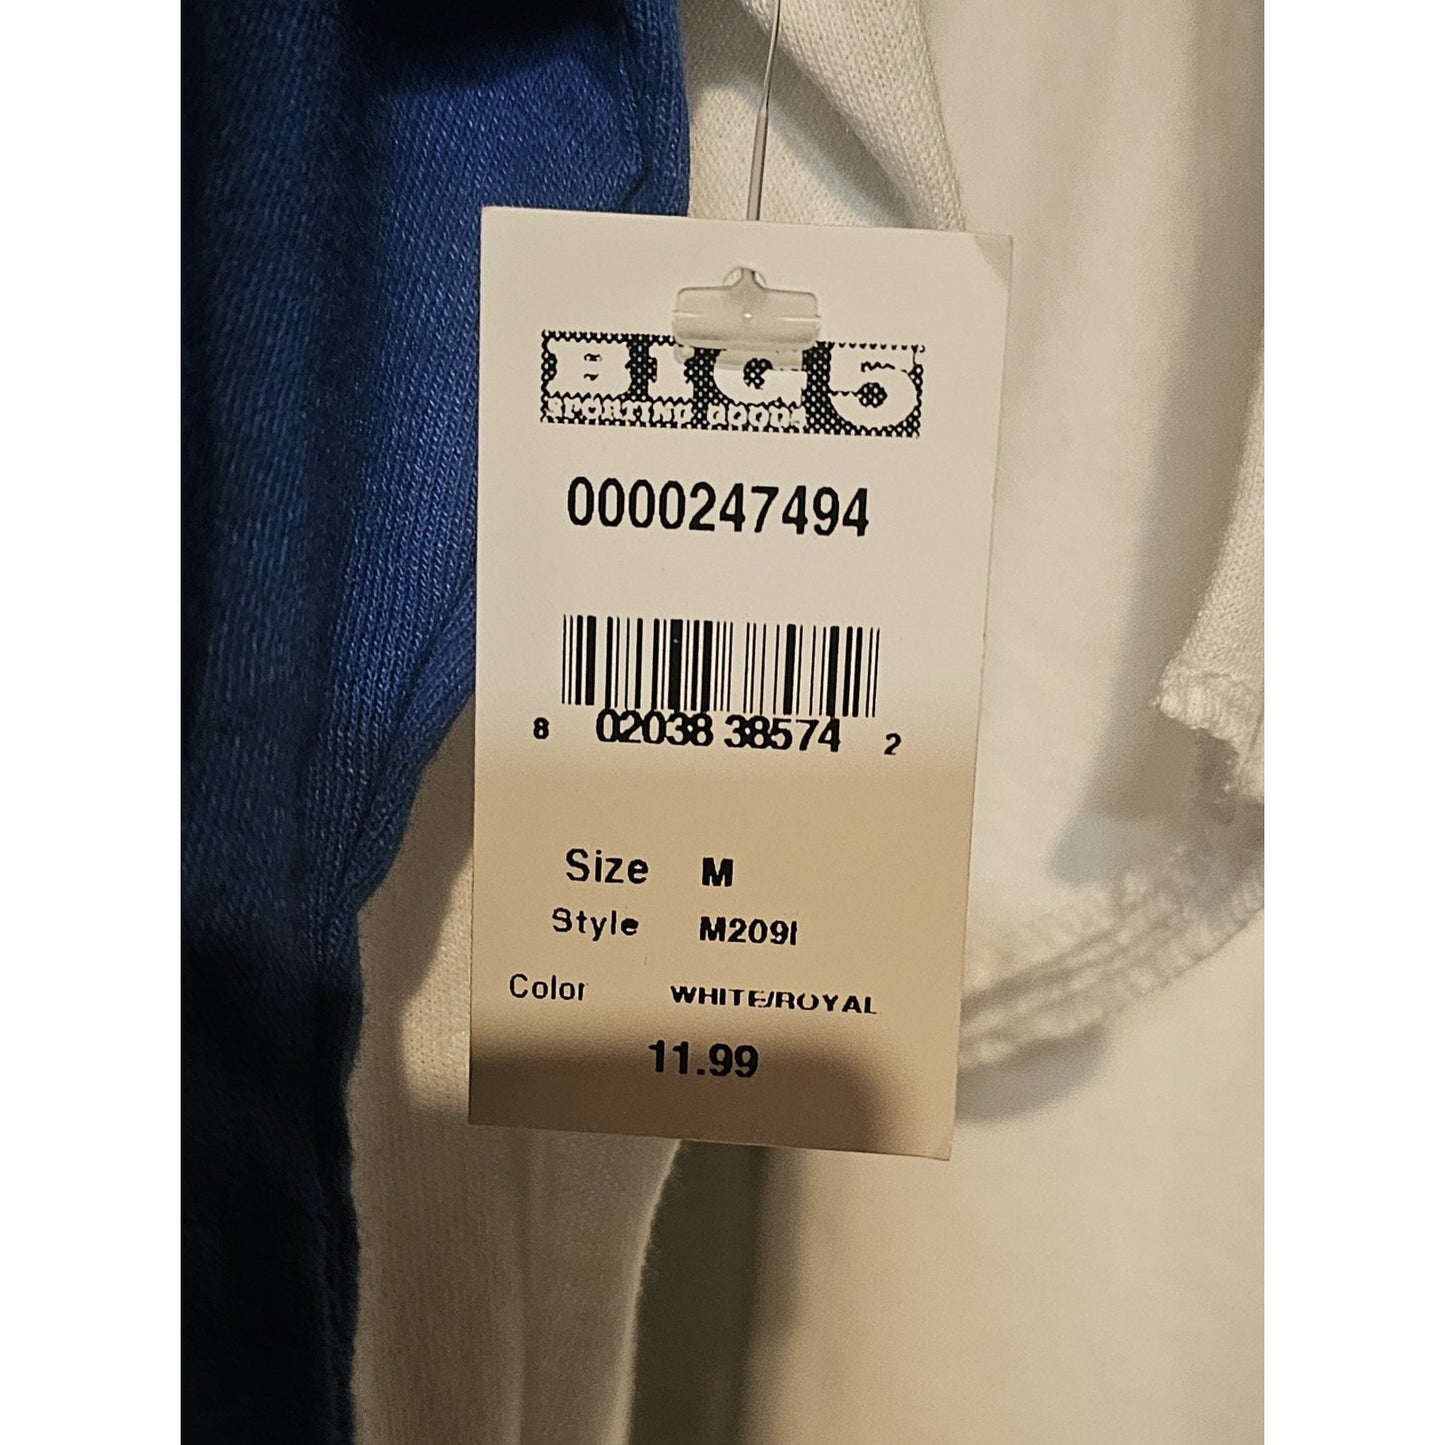 BIG 5
SPORTING GOODS
0000247494
8 02038 38574 2
Size M
Style M209I
Color WHITE/ROYAL
11.99